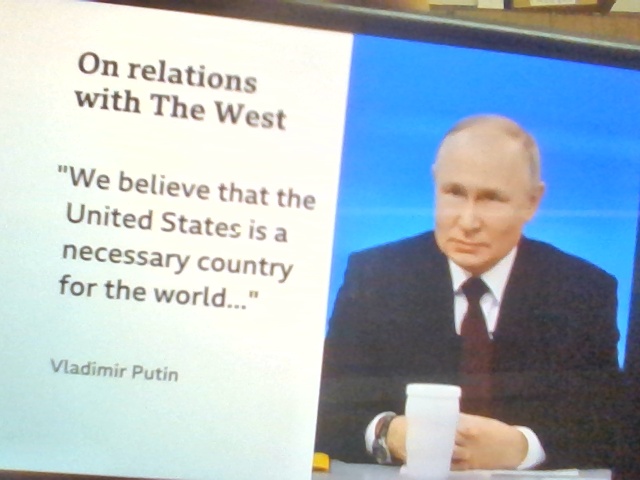 On relations
with The West
"We believe that the
United States is a
necessary country
for the world..."
Vladimir Putin